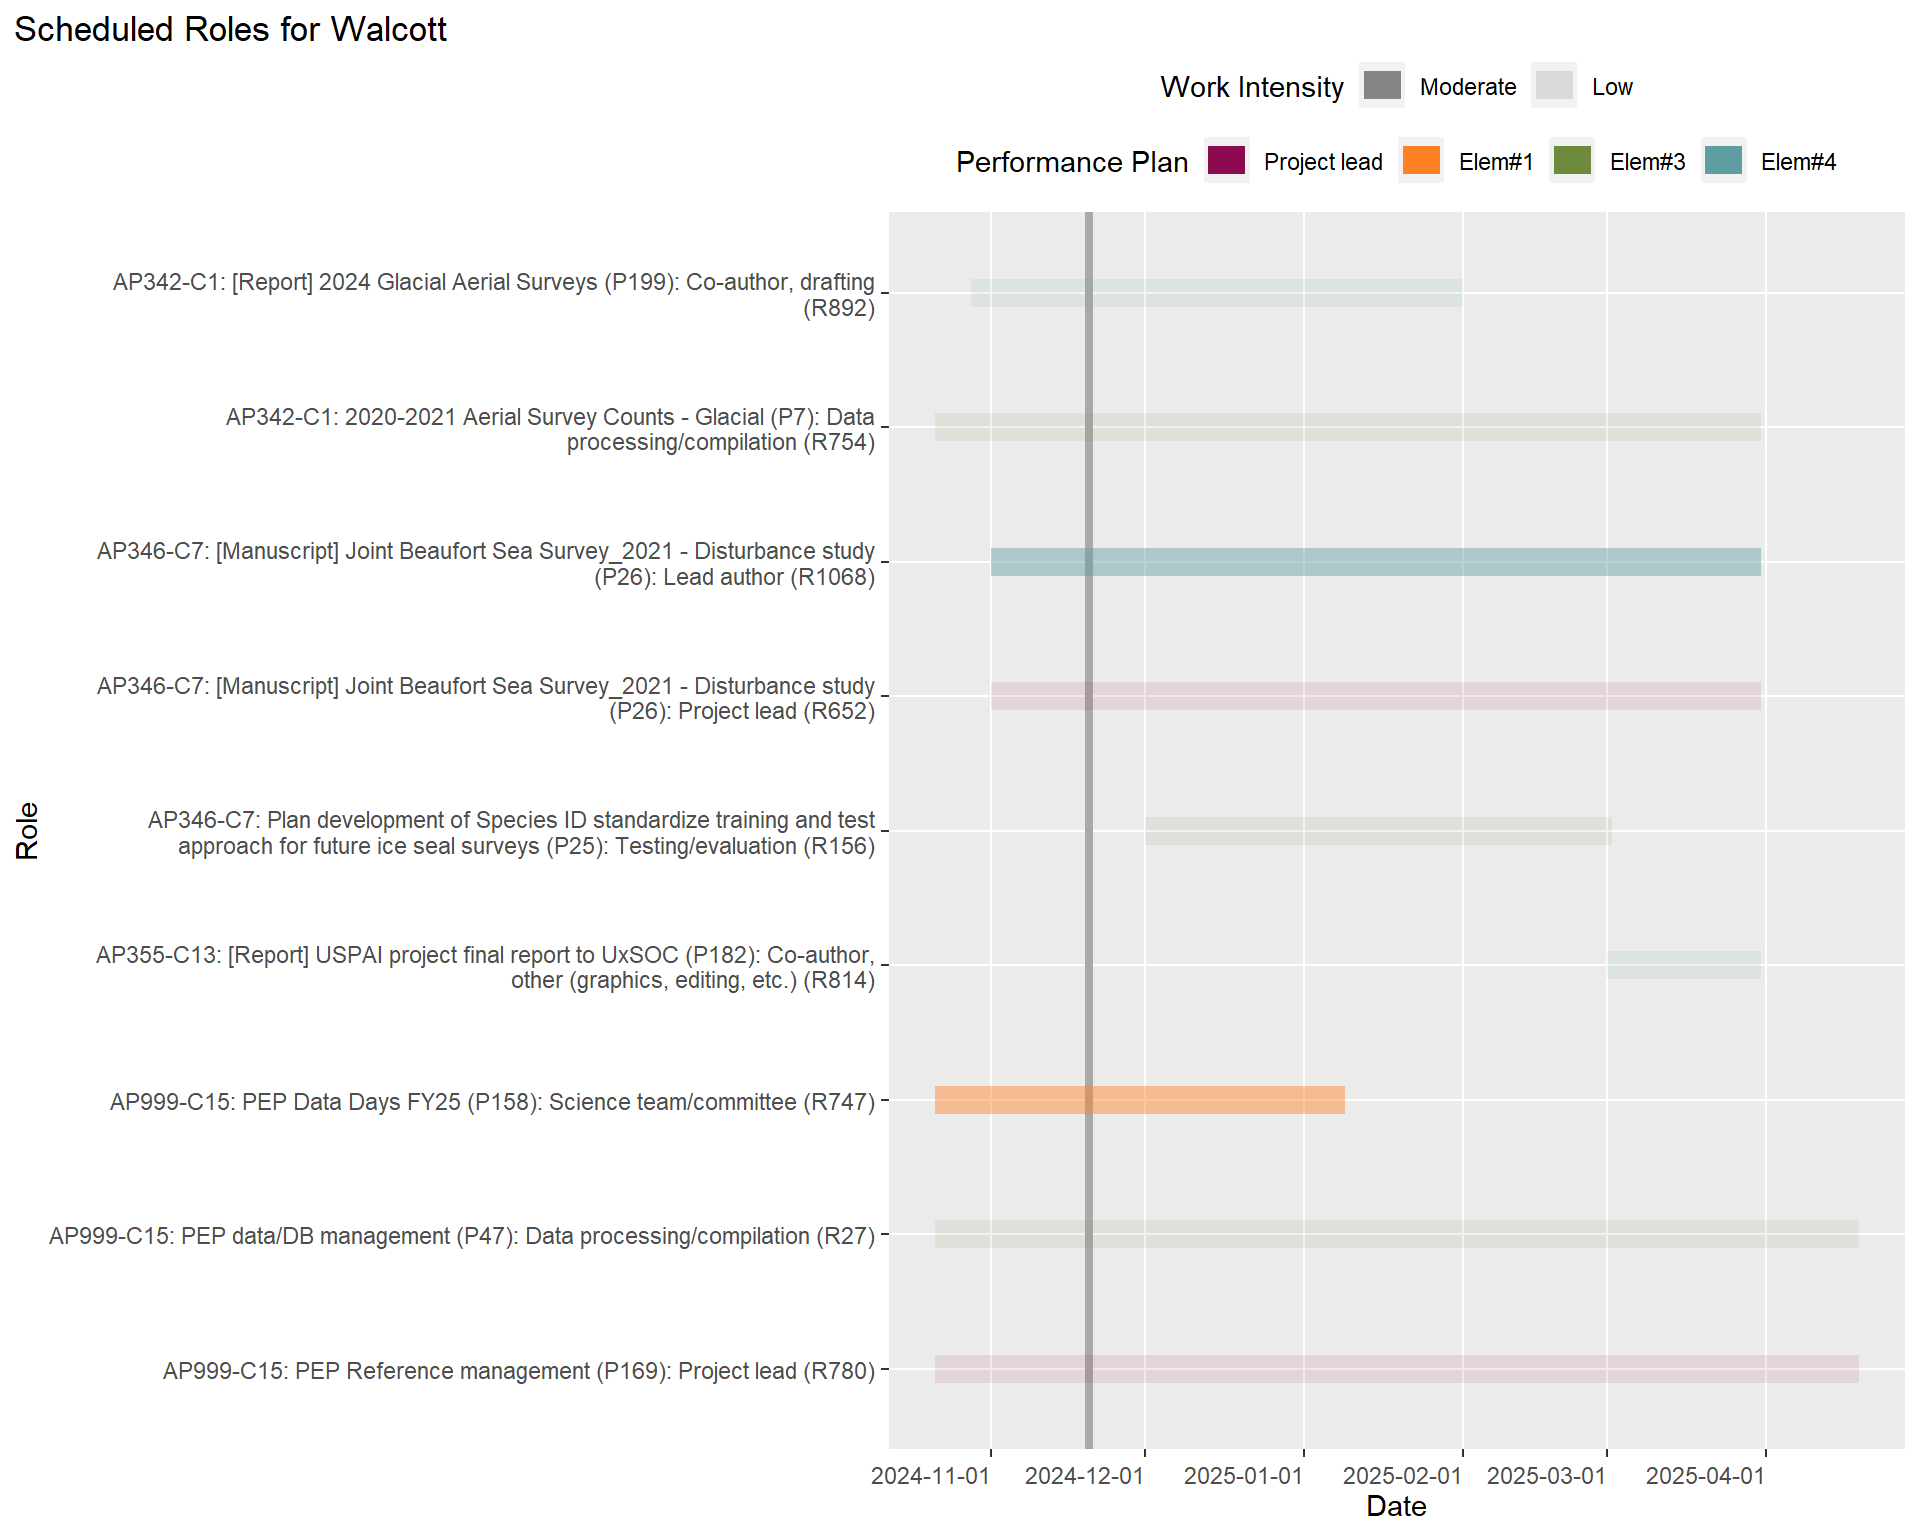 Scheduled Roles for Walcott
Work Intensity Moderate Low
Performance Plan Project lead Elem#1 Elem#3 Elem#4
AP342-C1: [Report] 2024 Glacial Aerial Surveys (P199): Co-author, drafting
(R892)
AP342-C1: 2020-2021 Aerial Survey Counts - Glacial (P7): Data
processing/compilation (R754)
AP346-C7: [Manuscript] Joint Beaufort Sea Survey_2021 - Disturbance study
(P26): Lead author (R1068)
AP346-C7: [Manuscript] Joint Beaufort Sea Survey_2021 - Disturbance study
(P26): Project lead (R652)
AP346-C7: Plan development of Species ID standardize training and test
approach for future ice seal surveys (P25): Testing/evaluation (R156)
AP355-C13: [Report] USPAI project final report to UxSOC (P182): Co-author,
other (graphics, editing, etc.) (R814)
AP999-C15: PEP Data Days FY25 (P158): Science team/committee (R747)
AP999-C15: PEP data/DB management (P47): Data processing/compilation (R27)
AP999-C15: PEP Reference management (P169): Project lead (R780)
Role
2024-11-01 2024-12-01 2025-01-01 2025-02-01 2025-03-01 2025-04-01
Date